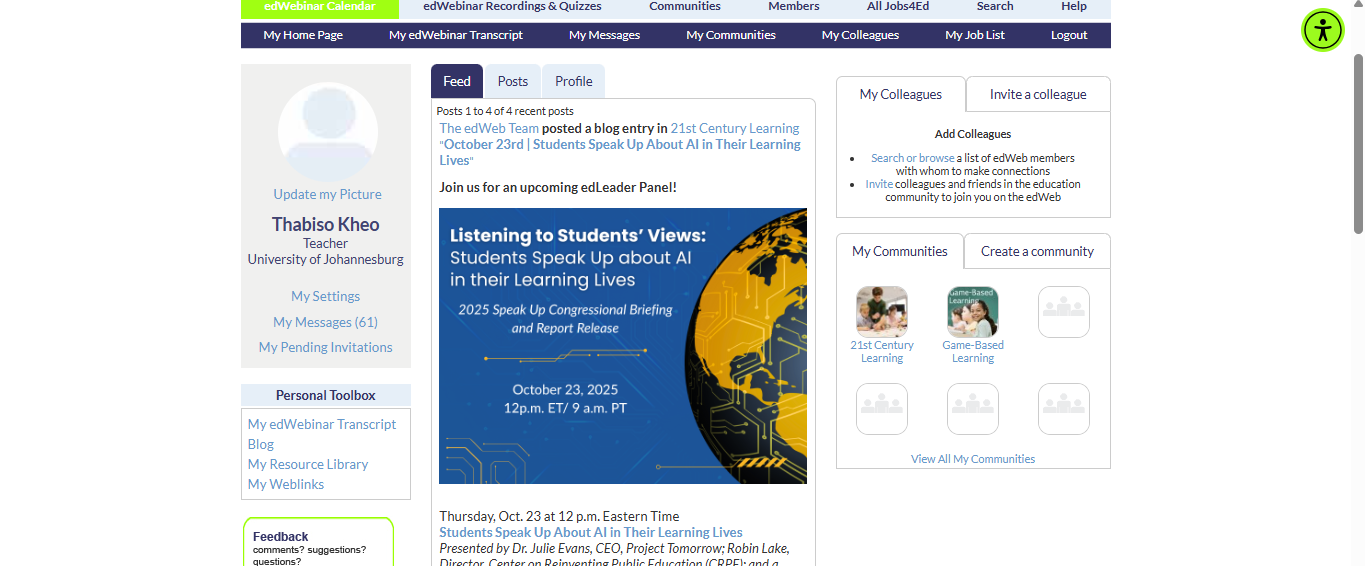 edWebinar Calendar
edWebinar Recordings & Quizzes
Communities
Members
All Jobs4Ed
Search
Help
My Home Page
My edWebinar Transcript
My Messages
My Communities
My Colleagues
My Job List
Logout
Update my Picture
Thabiso Kheo
Teacher
University of Johannesburg
My Settings
My Messages (61)
My Pending Invitations
Personal Toolbox
My edWebinar Transcript
Blog
My Resource Library
My Weblinks
Feedback
comments? suggestions?
questions?
Feed
Posts
Profile
Posts 1 to 4 of 4 recent posts
The edWeb Team posted a blog entry in 21st Century Learning
"October 23rd | Students Speak Up About AI in Their Learning
Lives"
Join us for an upcoming edLeader Panel!
Listening to Students' Views:
Students Speak Up about AI
in their Learning Lives
2025 Speak Up Congressional Briefing
and Report Release
October 23, 2025
12p.m. ET/ 9 a.m. PT
Thursday, Oct. 23 at 12 p.m. Eastern Time
Students Speak Up About AI in Their Learning Lives
Presented by Dr. Julie Evans, CEO, Project Tomorrow; Robin Lake,
Director, Center on Reinventing Public Education (CRPE); and a
My Colleagues
Invite a colleague
Add Colleagues
Search or browse a list of edWeb members
with whom to make connections
Invite colleagues and friends in the education
community to join you on the edWeb
My Communities
Create a community
Game-Based
Learning
21st Century
Learning
Game-Based
Learning
View All My Communities